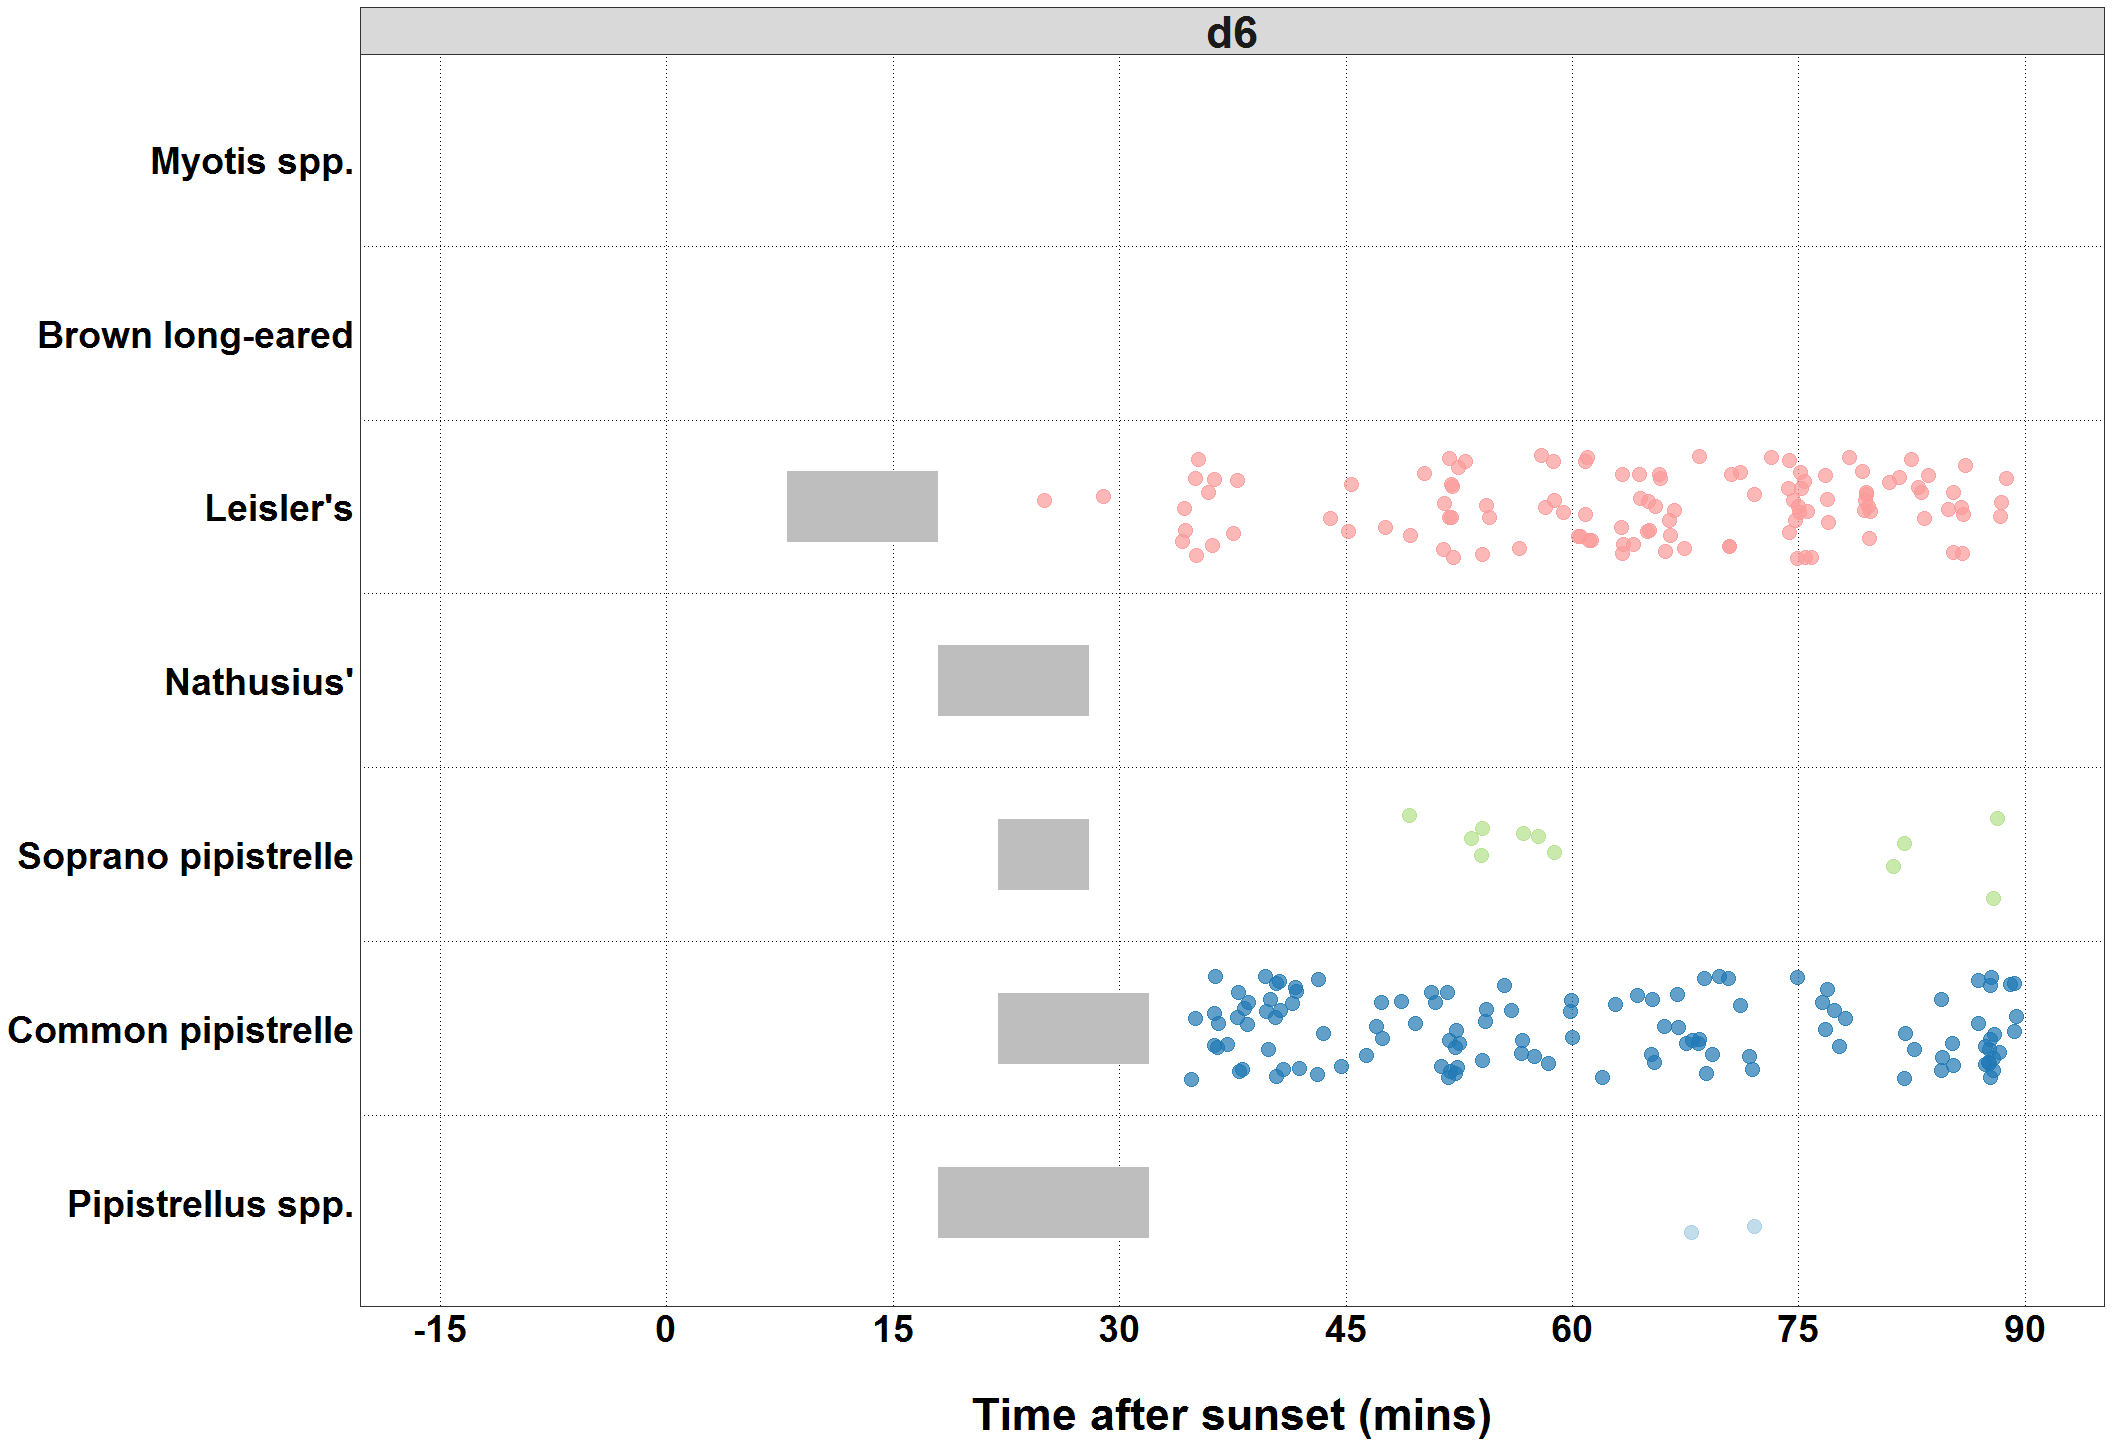 d6
Myotis spp.
Brown long-eared
Leisler's
Nathusius'
Soprano pipistrelle
Common pipistrelle
Pipistrellus spp.
-15 0 15 30 45 60 75 90
Time after sunset (mins)